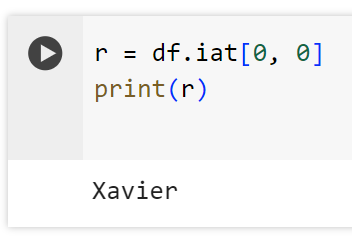 r = df.iat[0, 0]
print(r)
Xavier